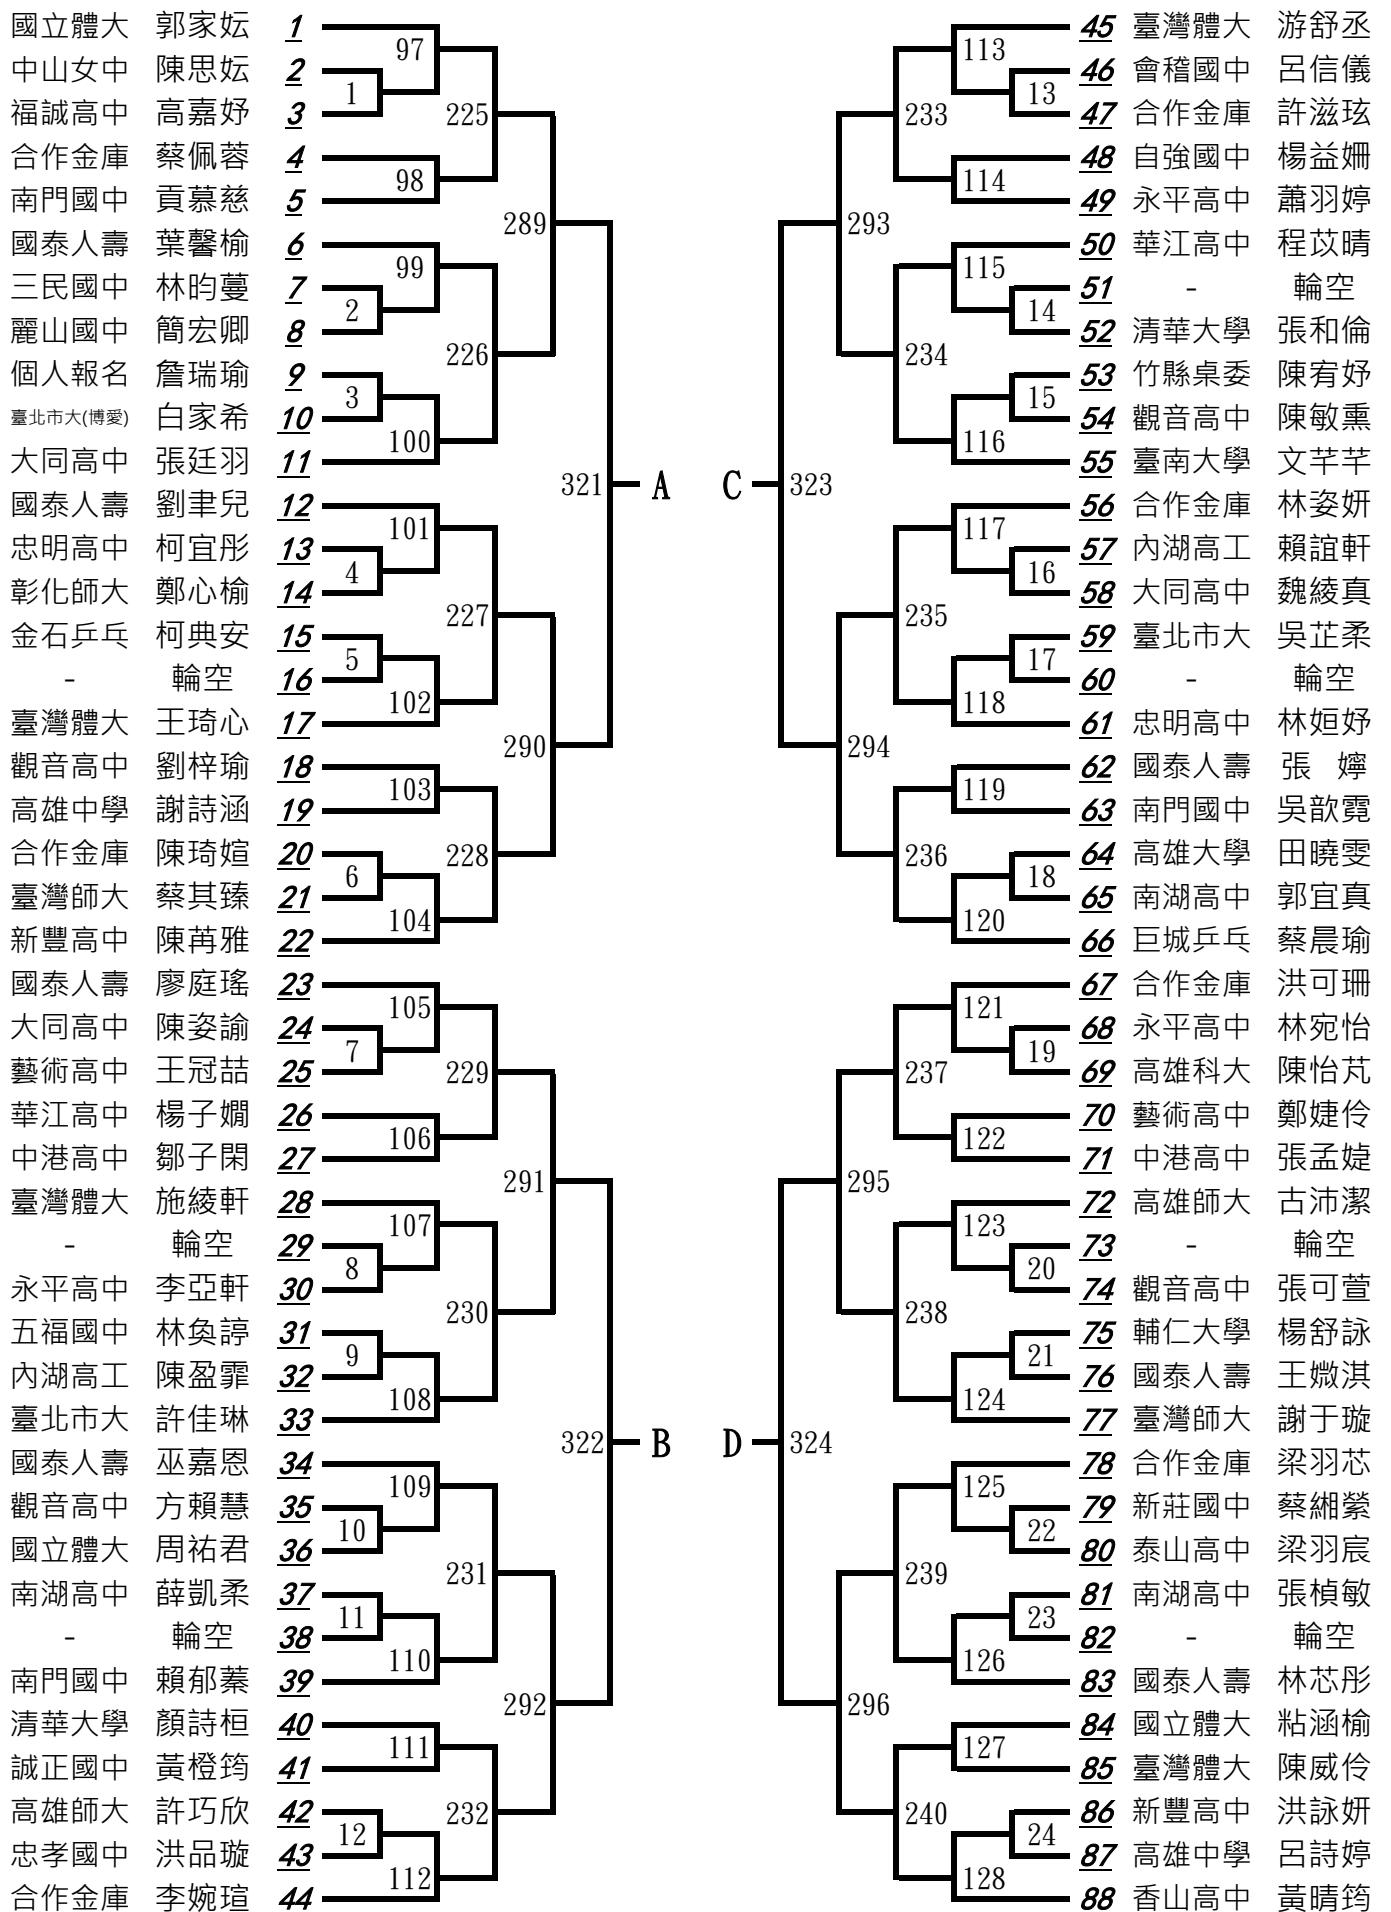 國立體大 郭家妘 1
中山女中 陳思妘 2
福誠高中 高嘉妤 3
合作金庫 蔡佩蓉 4
南門國中 貢慕慈 5
國泰人壽 葉馨榆 6
三民國中 林昀蔓 7
麗山國中 簡宏卿 8
個人報名 詹瑞瑜 9
臺北市大(博愛) 白家希 10
大同高中 張廷羽 11
國泰人壽 劉聿兒 12
忠明高中 柯宜彤 13
彰化師大 鄭心榆 14
金石乒乓 柯典安 15
- 輪空 16
臺灣體大 王琦心 17
觀音高中 劉梓瑜 18
高雄中學 謝詩涵 19
合作金庫 陳琦媗 20
臺灣師大 蔡其臻 21
新豐高中 陳苒雅 22
國泰人壽 廖庭瑤 23
大同高中 陳姿諭 24
藝術高中 王冠喆 25
華江高中 楊子嫺 26
中港高中 鄒子閑 27
臺灣體大 施綾軒 28
- 輪空 29
永平高中 李亞軒 30
五福國中 林奐諄 31
內湖高工 陳盈霏 32
臺北市大 許佳琳 33
國泰人壽 巫嘉恩 34
觀音高中 方賴慧 35
國立體大 周祐君 36
南湖高中 薛凱柔 37
- 輪空 38
南門國中 賴郁蓁 39
清華大學 顏詩桓 40
誠正國中 黃橙筠 41
高雄師大 許巧欣 42
忠孝國中 洪品璇 43
合作金庫 李婉瑄 44
1
2
3
4
5
6
7
8
9
10
11
12
97
98
99
100
101
102
103
104
105
106
107
108
109
110
111
112
225
226
227
228
229
230
231
232
289
290
291
292
321 A
322 B
C 323
D 324
293
294
295
296
233
234
235
236
237
238
239
240
113
114
115
116
117
118
119
120
121
122
123
124
125
126
127
128
13
14
15
16
17
18
19
20
21
22
23
24
45 臺灣體大 游舒丞
46 會稽國中 呂信儀
47 合作金庫 許滋玹
48 自強國中 楊益姍
49 永平高中 蕭羽婷
50 華江高中 程苡晴
51 - 輪空
52 清華大學 張和倫
53 竹縣桌委 陳宥妤
54 觀音高中 陳敏熏
55 臺南大學 文芊芊
56 合作金庫 林姿妍
57 內湖高工 賴誼軒
58 大同高中 魏綾真
59 臺北市大 吳芷柔
60 - 輪空
61 忠明高中 林姮妤
62 國泰人壽 張 嬣
63 南門國中 吳歆霓
64 高雄大學 田曉雯
65 南湖高中 郭宜真
66 巨城乒乓 蔡晨瑜
67 合作金庫 洪可珊
68 永平高中 林宛怡
69 高雄科大 陳怡芃
70 藝術高中 鄭婕伶
71 中港高中 張孟婕
72 高雄師大 古沛潔
73 - 輪空
74 觀音高中 張可萱
75 輔仁大學 楊舒詠
76 國泰人壽 王媺淇
77 臺灣師大 謝于璇
78 合作金庫 梁羽芯
79 新莊國中 蔡緗縈
80 泰山高中 梁羽宸
81 南湖高中 張楨敏
82 - 輪空
83 國泰人壽 林芯彤
84 國立體大 粘涵榆
85 臺灣體大 陳威伶
86 新豐高中 洪詠妍
87 高雄中學 呂詩婷
88 香山高中 黃晴筠